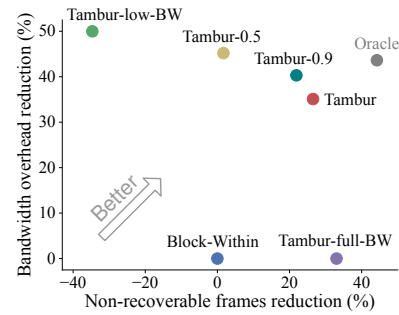 Tambur-low-BW
Tambur-0.5
Oracle
Tambur-0.9
Tambur
Better
Block-Within
Tambur-full-BW
Bandwidth overhead reduction (%)
50
40
30
20
10
0
−40
−20
0
20
40
Non-recoverable frames reduction (%)